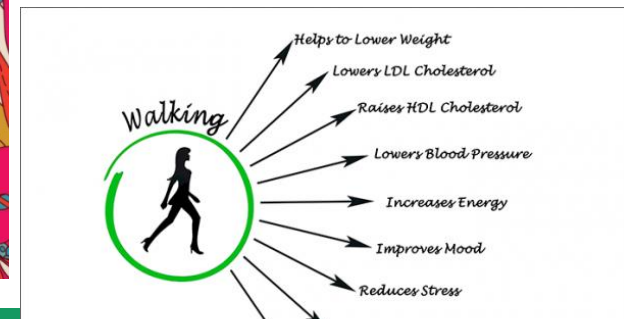 Walking
Helps to Lower Weight
Lowers LDL Cholesterol
Raises HDL Cholesterol
Lowers Blood Pressure
Increases Energy
Improves Mood
Reduces Stress